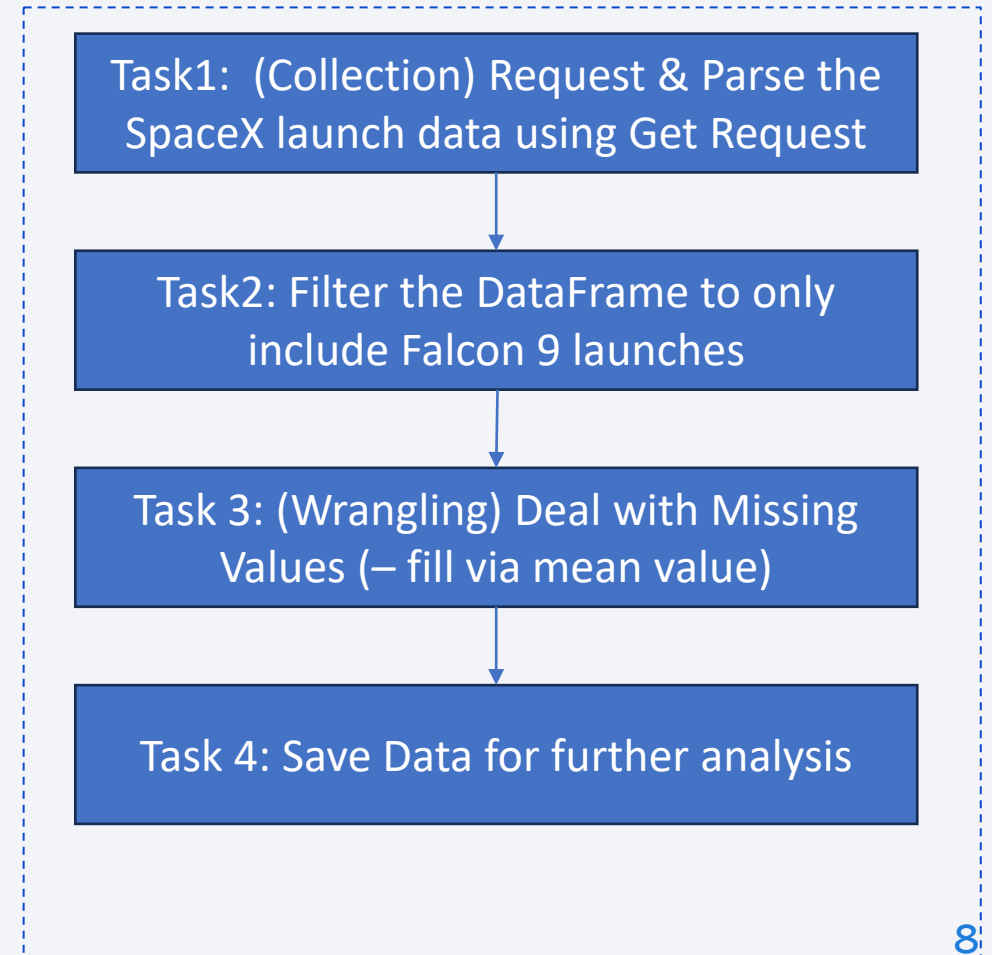 Task1:  (Collection) Request & Parse the
SpaceX launch data using Get Request
Task2: Filter the DataFrame to only
include Falcon 9 launches
Task 3: (Wrangling) Deal with Missing
Values (– fill via mean value)
Task 4: Save Data for further analysis
8